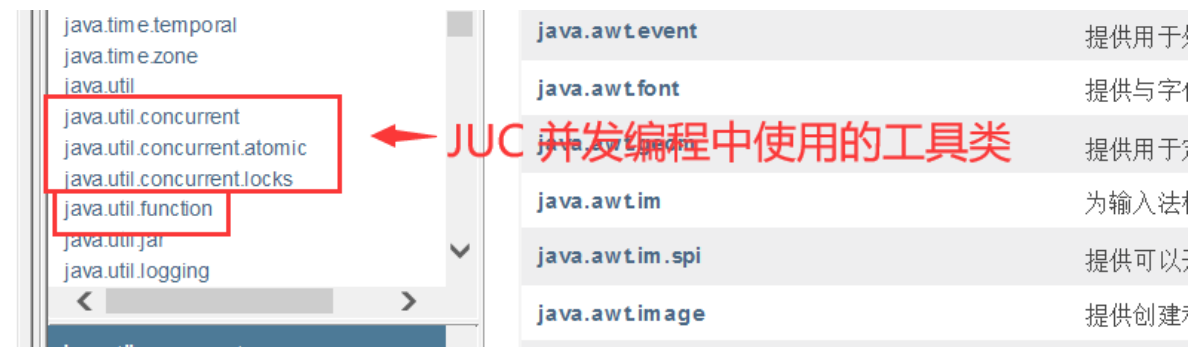 java.time.temporal
java.time.zone
java.util
java.util.concurrent
java.util.concurrent.atomic
java.util.concurrent.locks
java.util.function
java.util.jar
java.util.logging
JUC 并发编程中使用的工具类
java.awt.event
提供用于
java.awt.font
提供与字
java.awt.geom
提供用于
java.awt.im
为输入法
java.awt.im.spi
提供可以
java.awt.image
提供创建